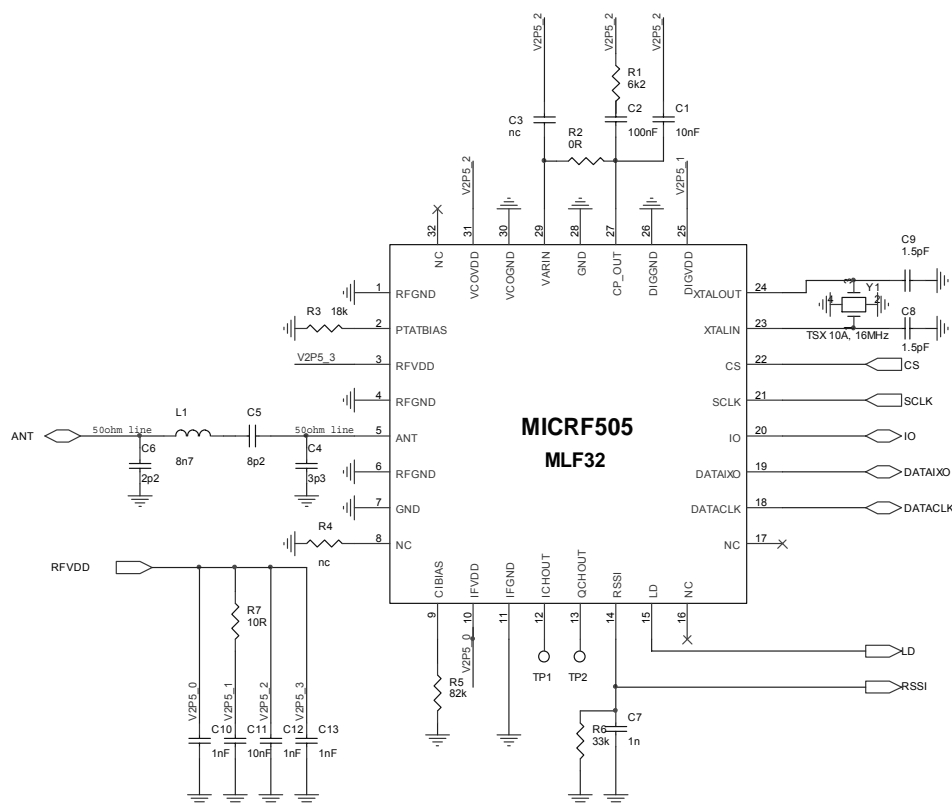 V2P5_2
V2P5_2
V2P5_2
R1
6k2
C3
nc
R2
0R
C2
100nF
C1
10nF
V2P5_2
V2P5_1
32
31
30
29
28
27
26
25
NC
VCOVDD
VCOGND
VARIN
GND
CP_OUT
DIGGND
DIGVDD
C9
1.5pF
1
RFGND
XTALOUT
24
3
Y1
4
2
R3 18k
2
PTATBIAS
XTALIN
23
TSX 10A, 16MHz
C8
1.5pF
V2P5_3
3
RFVDD
CS
22
CS
4
RFGND
SCLK
21
SCLK
ANT
50ohm line
L1
8n7
C5
8p2
50ohm line
5
ANT
MICRF505
MLF32
IO
20
IO
C6
2p2
C4
3p3
6
RFGND
DATAIXO
19
DATAIXO
7
GND
DATACLK
18
DATACLK
R4
nc
8
NC
NC
17
RFVDD
CIBIAS
IFVDD
IFGND
ICHOUT
QCHOUT
RSSI
LD
NC
9
10
11
12
13
14
15
16
R7
10R
V2P5_0
TP1
TP2
LD
R5
82k
RSSI
V2P5_0
V2P5_1
V2P5_2
V2P5_3
C10
1nF
C11
10nF
C12
1nF
C13
1nF
R6
33k
C7
1n